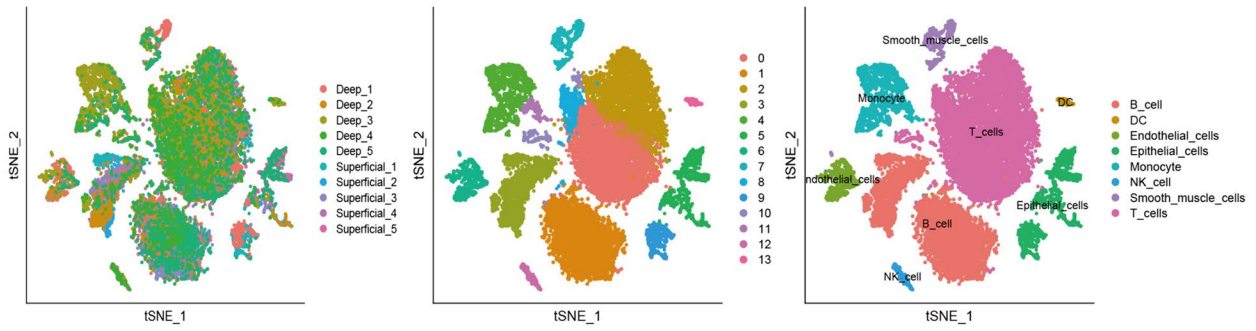 tSNE_2
tSNE_1
Deep_1
Deep_2
Deep_3
Deep_4
Deep_5
Superficial_1
Superficial_2
Superficial_3
Superficial_4
Superficial_5
tSNE_2
tSNE_1
0
1
2
3
4
5
6
7
8
9
10
11
12
13
tSNE_2
tSNE_1
Smooth_muscle_cells
Monocyte
DC
T_cells
ndothelial_cells
Epithelial_cells
B_cell
NK_cell
B_cell
DC
Endothelial_cells
Epithelial_cells
Monocyte
NK_cell
Smooth_muscle_cells
T_cells